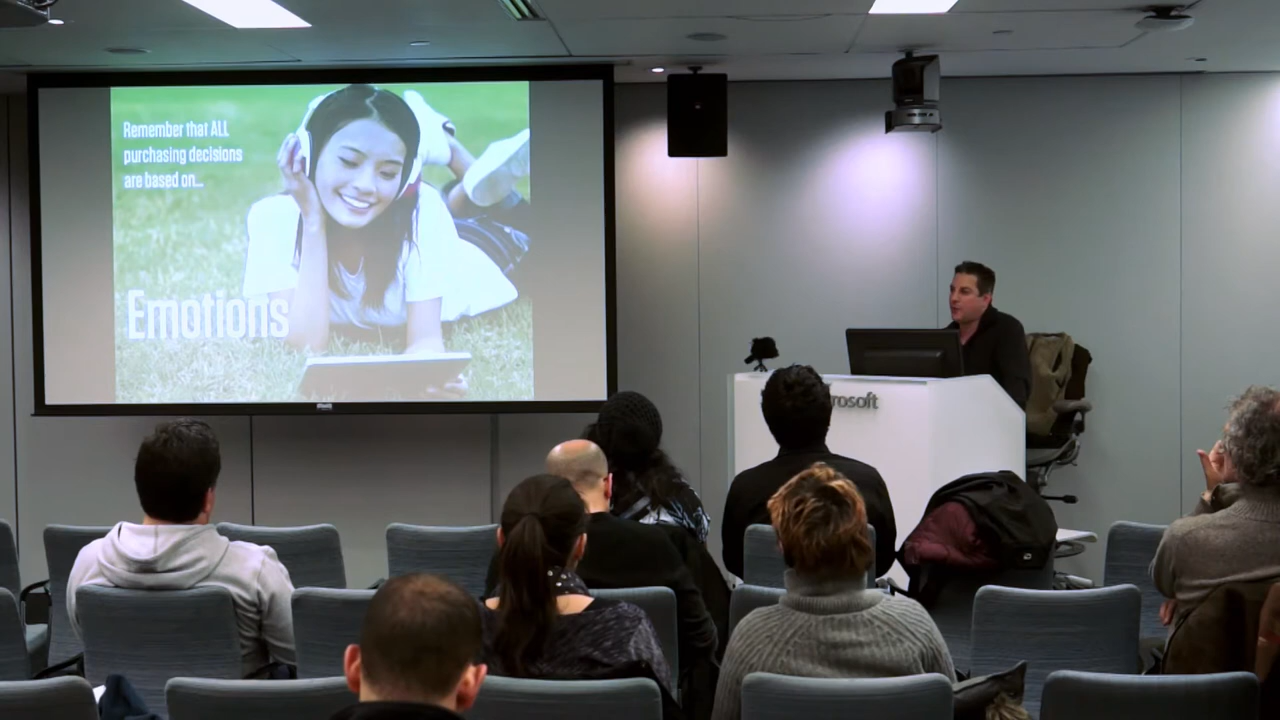 Remember that ALL
purchasing decisions
are based on...
Emotions
rosoft